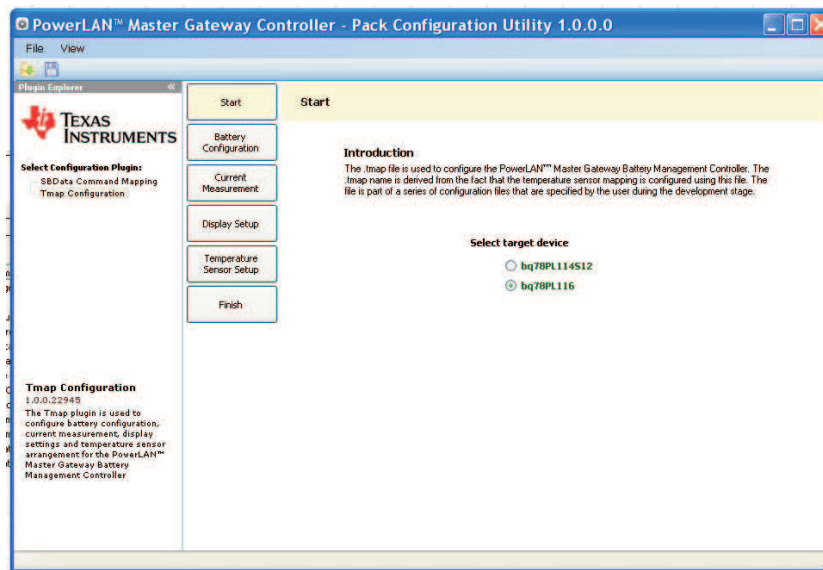 PowerLAN™ Master Gateway Controller - Pack Configuration Utility 1.0.0.0
File View
Plugin Explorer «
TEXAS
INSTRUMENTS
Select Configuration Plugin:
SBData Command Mapping
Tmap Configuration
Start
Battery
Configuration
Current
Measurement
Display Setup
Temperature
Sensor Setup
Finish
Start
Introduction
The .tmap file is used to configure the PowerLAN™ Master Gateway Battery Management Controller. The
.tmap name is derived from the fact that the temperature sensor mapping is configured using this file. The
file is part of a series of configuration files that are specified by the user during the development stage.
Select target device
bq78PL114S12
bq78PL116
Tmap Configuration
1.0.0.22945
The Tmap plugin is used to
configure battery configuration,
current measurement, display
settings and temperature sensor
arrangement for the PowerLAN™
Master Gateway Battery
Management Controller